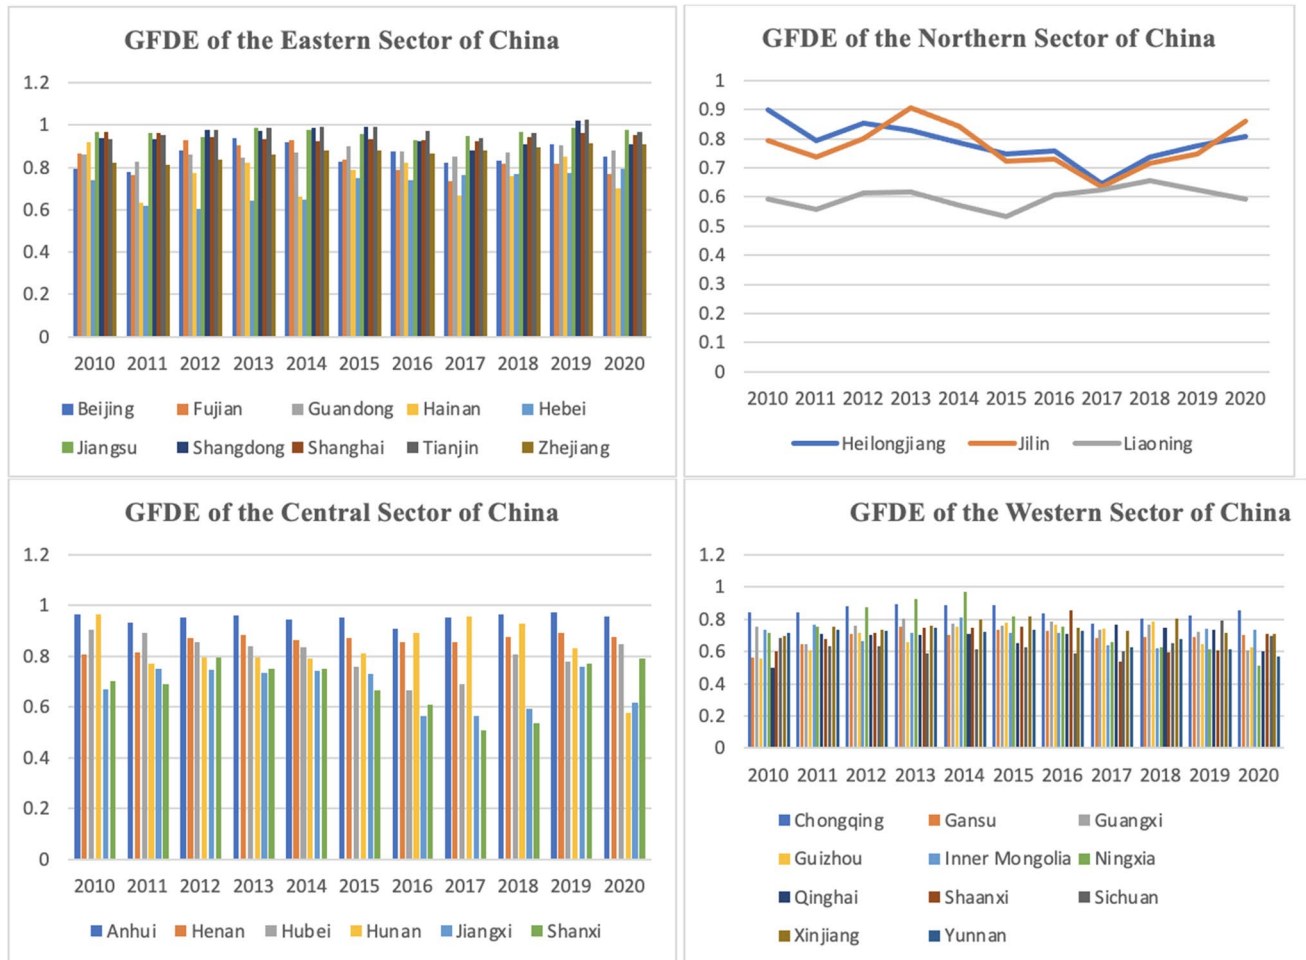 GFDE of the Eastern Sector of China
1.2
1
0.8
0.6
0.4
0.2
0
2010 2011 2012 2013 2014 2015 2016 2017 2018 2019 2020
Beijing Fujian Guandong Hainan Hebei
Jiangsu Shangdong Shanghai Tianjin Zhejiang
GFDE of the Northern Sector of China
1
0.9
0.8
0.7
0.6
0.5
0.4
0.3
0.2
0.1
0
2010 2011 2012 2013 2014 2015 2016 2017 2018 2019 2020
Heilongjiang Jilin Liaoning
GFDE of the Central Sector of China
1.2
1
0.8
0.6
0.4
0.2
0
2010 2011 2012 2013 2014 2015 2016 2017 2018 2019 2020
Anhui Henan Hubei Hunan Jiangxi Shanxi
GFDE of the Western Sector of China
1.2
1
0.8
0.6
0.4
0.2
0
2010 2011 2012 2013 2014 2015 2016 2017 2018 2019 2020
Chongqing Gansu Guangxi
Guizhou Inner Mongolia Ningxia
Qinghai Shaanxi Sichuan
Xinjiang Yunnan